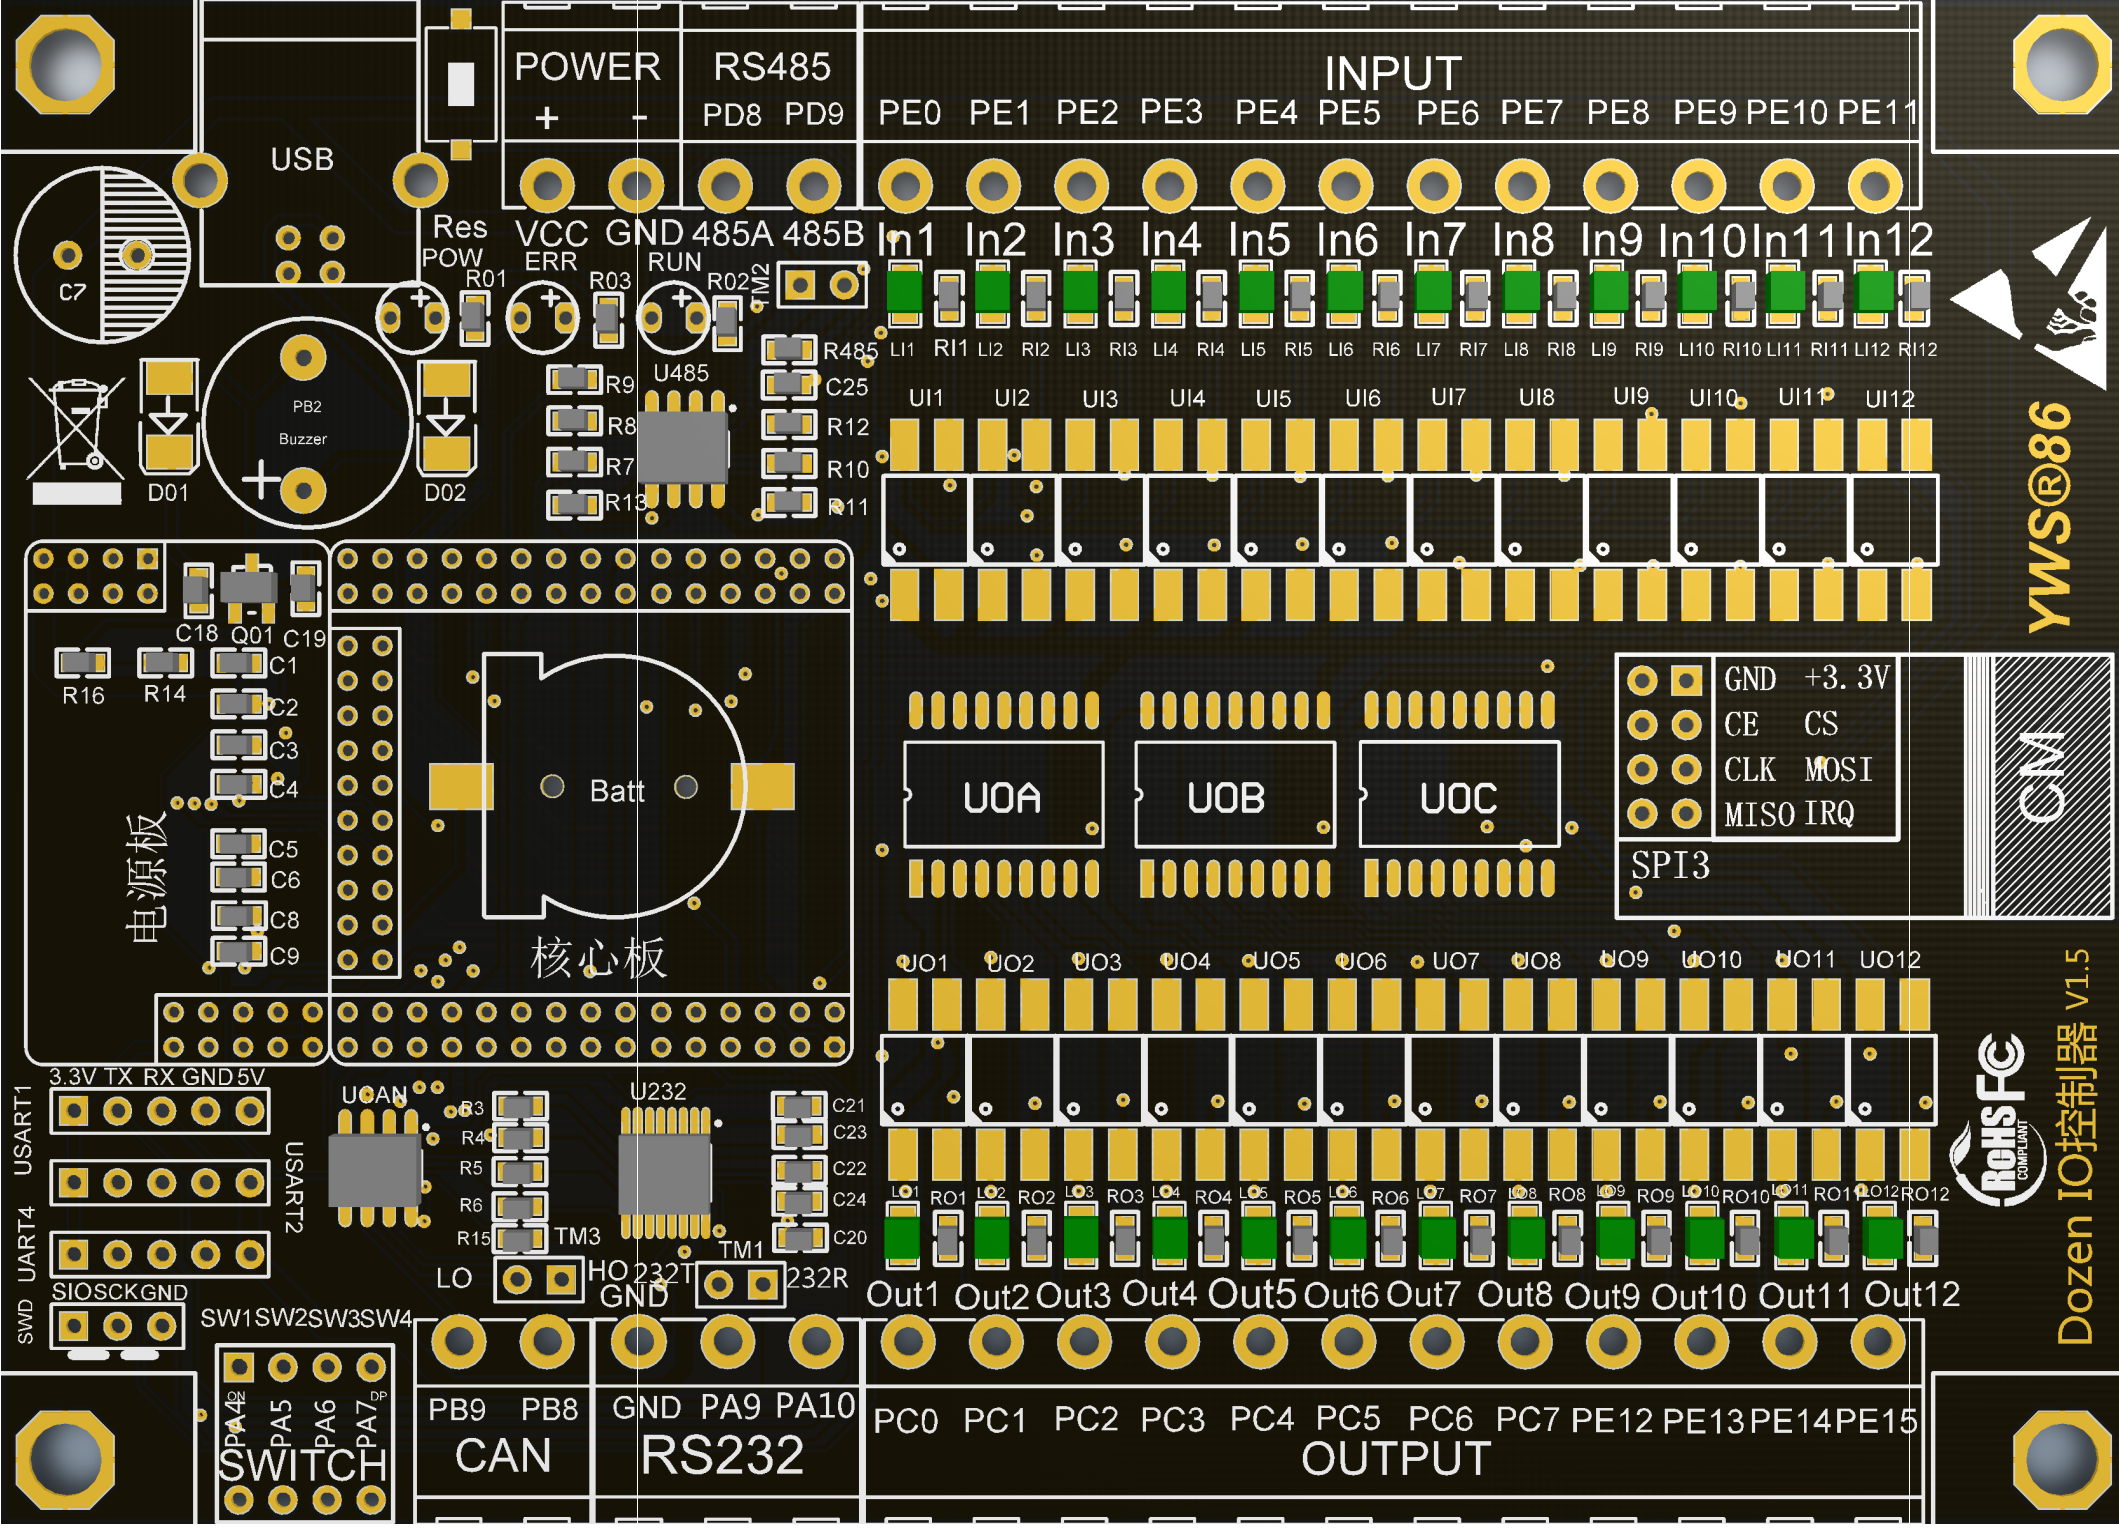 POWER
RS485
INPUT
+ - PD8 PD9
PE0 PE1 PE2 PE3 PE4 PE5 PE6 PE7 PE8 PE9 PE10 PE11
USB
Res VCC GND 485A 485B
In1 In2 In3 In4 In5 In6 In7 In8 In9 In10 In11 In12
POW ERR RUN
R01 R03 R02 TM2
C7
LI1 RI1 LI2 RI2 LI3 RI3 LI4 RI4 LI5 RI5 LI6 RI6 LI7 RI7 LI8 RI8 LI9 RI9 LI10 RI10 LI11 RI11 LI12 RI12
R485
U485
C25
R9
R8
R7
R13
R12
R10
R11
PB2
Buzzer
D01
D02
UI1 UI2 UI3 UI4 UI5 UI6 UI7 UI8 UI9 UI10 UI11 UI12
YWS®86
C18 Q01 C19
R16 R14
C1
C2
C3
C4
C5
C6
C8
C9
电源板
Batt
核心板
UOA UOB UOC
GND +3.3V
CE CS
CLK MOSI
MISO IRQ
SPI3
CM
UO1 UO2 UO3 UO4 UO5 UO6 UO7 UO8 UO9 UO10 UO11 UO12
RoHS
COMPLIANT
FC
Dozen IO控制器 V1.5
3.3V TX RX GND 5V
USART1
USART2
UART4
SWD
UCAN
R3
R4
R5
R6
R15
U232
C21
C23
C22
C24
C20
TM3
TM1
LO HO
232T 232R
GND
LO1 RO1 LO2 RO2 LO3 RO3 LO4 RO4 LO5 RO5 LO6 RO6 LO7 RO7 LO8 RO8 LO9 RO9 LO10 RO10 LO11 RO11 LO12 RO12
Out1 Out2 Out3 Out4 Out5 Out6 Out7 Out8 Out9 Out10 Out11 Out12
SIO SCK GND
SW1 SW2 SW3 SW4
ON DP
PA4 PA5 PA6 PA7
SWITCH
PB9 PB8
CAN
GND PA9 PA10
RS232
PC0 PC1 PC2 PC3 PC4 PC5 PC6 PC7 PE12 PE13 PE14 PE15
OUTPUT